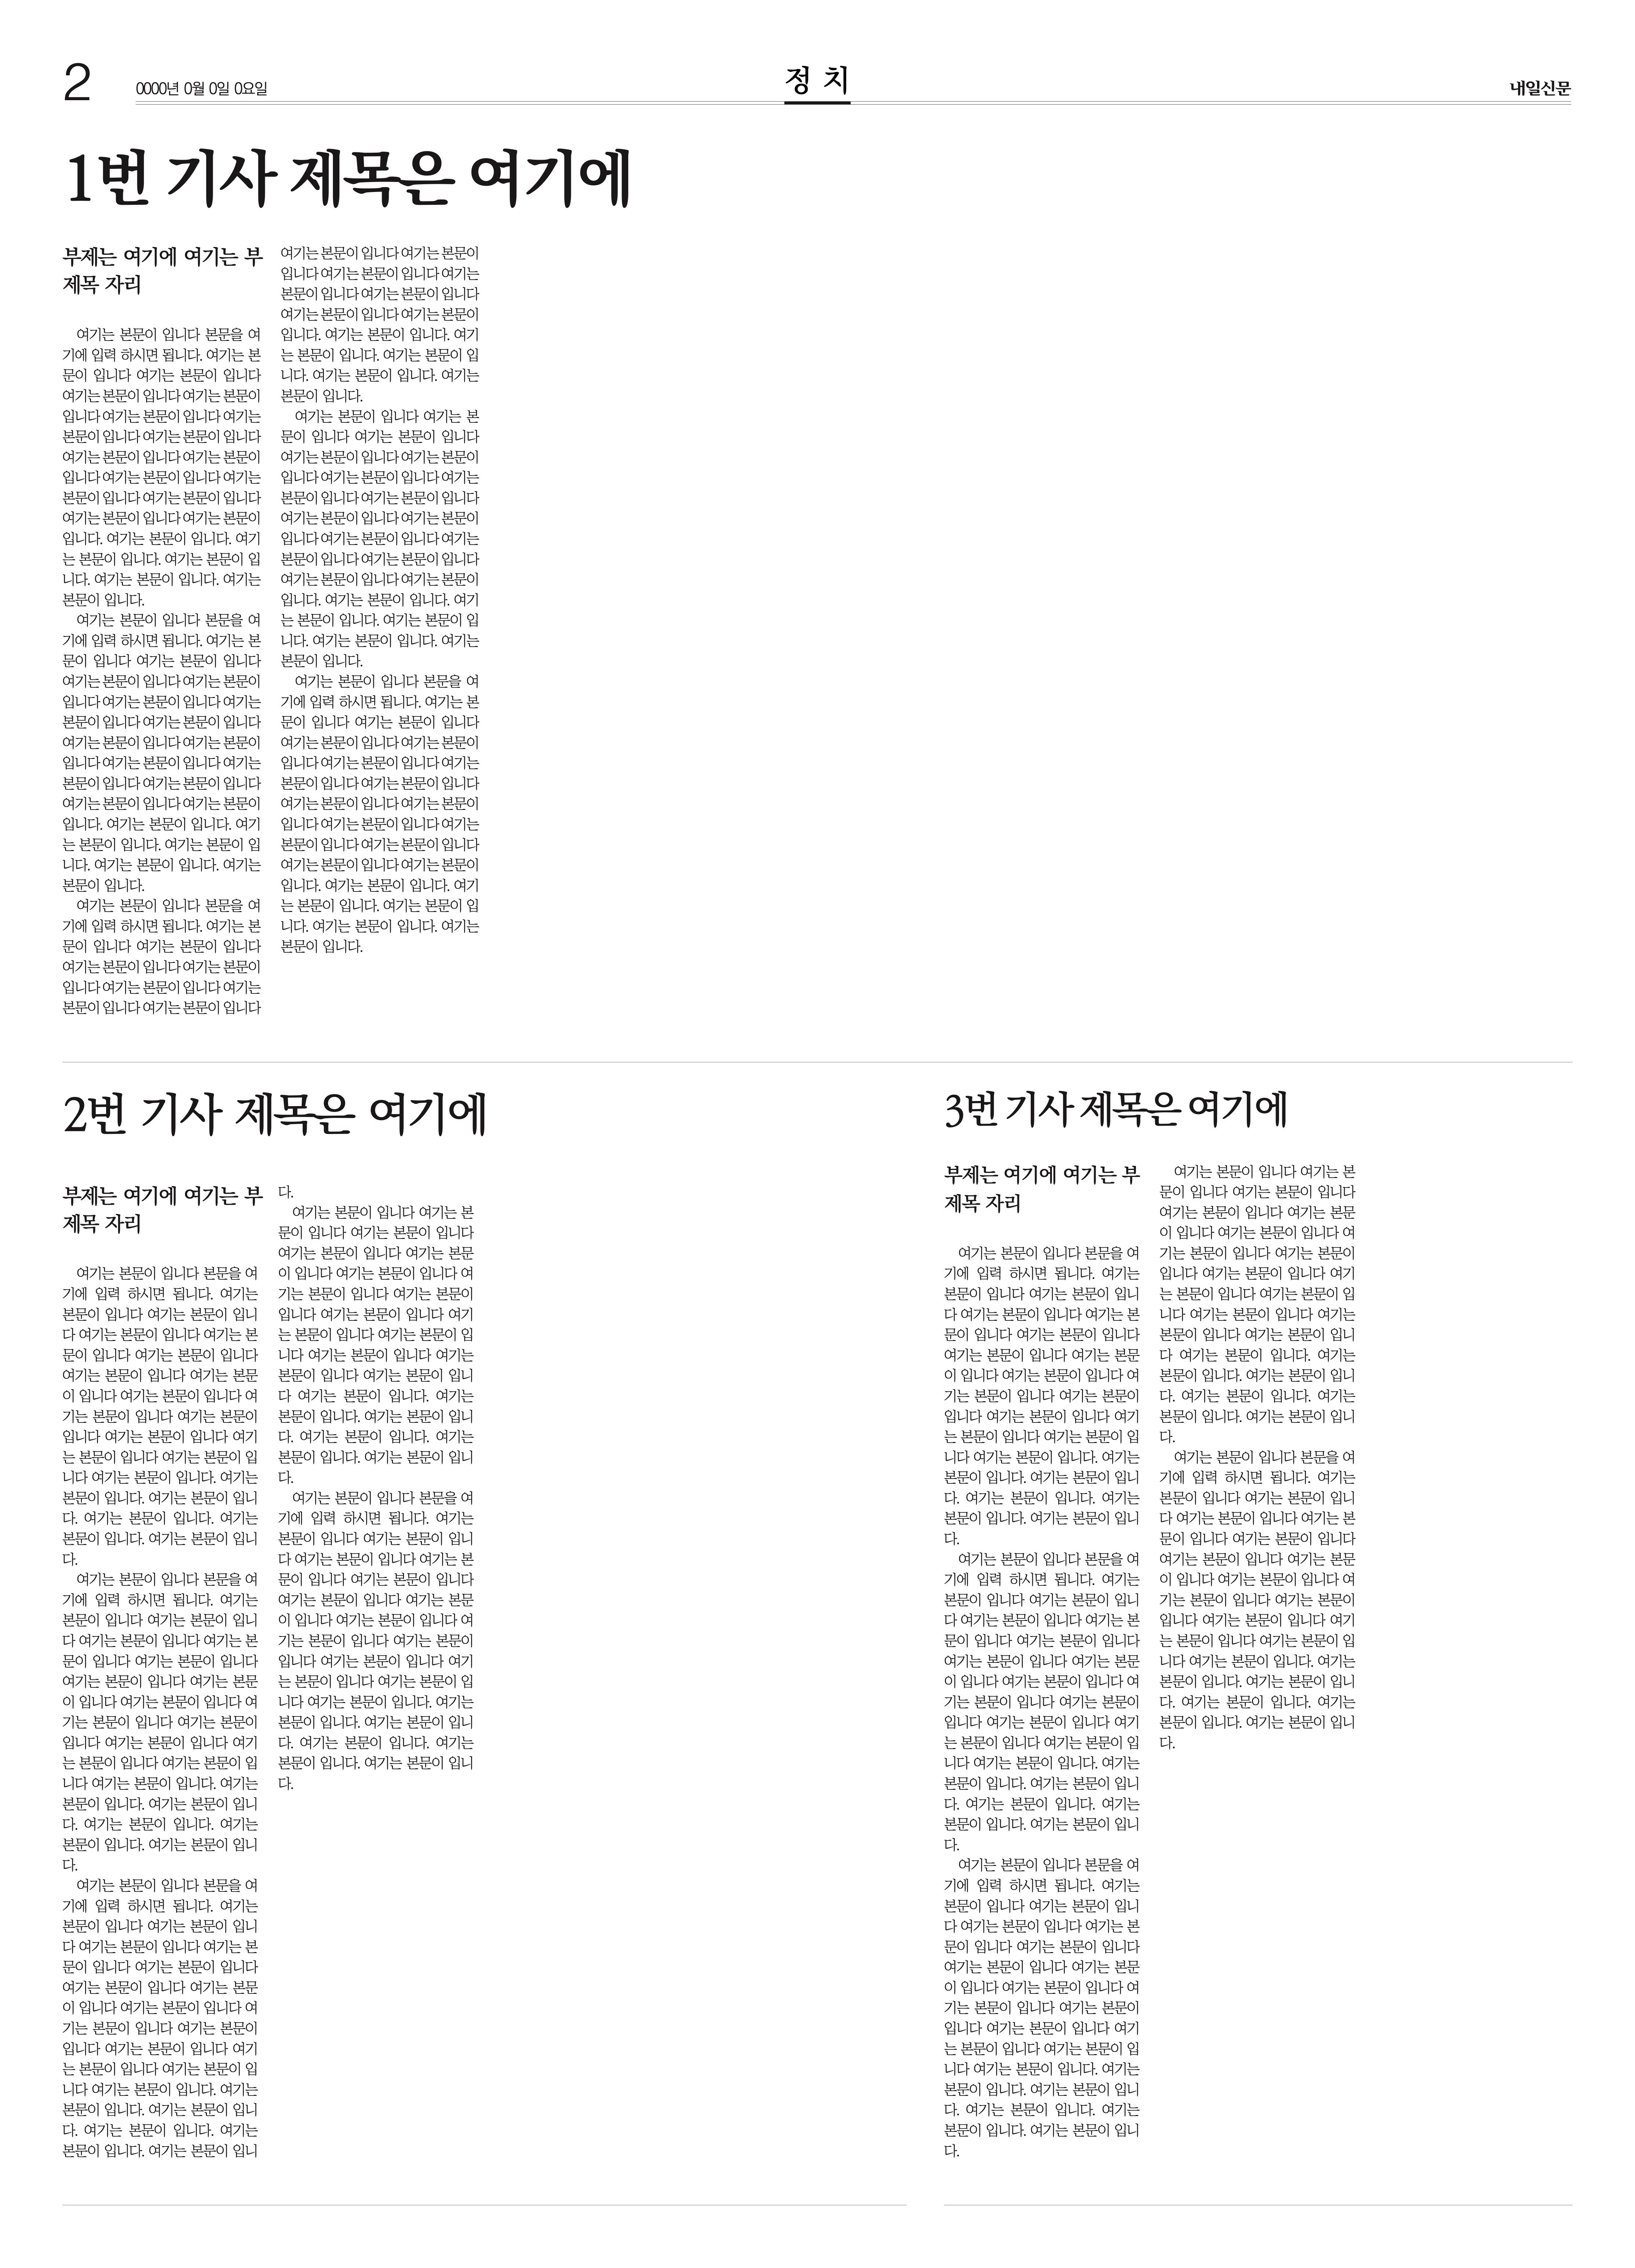 2
0000년 0월 0일 0요일
정 치
내일신문
1번 기사 제목은 여기에
부제는 여기에 여기는 부
제목 자리
여기는 본문이 입니다 본문을 여
기에 입력 하시면 됩니다. 여기는 본
문이 입니다 여기는 본문이 입니다
여기는 본문이 입니다 여기는 본문이
입니다 여기는 본문이 입니다 여기는
본문이 입니다 여기는 본문이 입니다
여기는 본문이 입니다 여기는 본문이
입니다 여기는 본문이 입니다 여기는
본문이 입니다 여기는 본문이 입니다
여기는 본문이 입니다 여기는 본문이
입니다. 여기는 본문이 입니다. 여기
는 본문이 입니다. 여기는 본문이 입
니다. 여기는 본문이 입니다. 여기는
본문이 입니다.
여기는 본문이 입니다 본문을 여
기에 입력 하시면 됩니다. 여기는 본
문이 입니다 여기는 본문이 입니다
여기는 본문이 입니다 여기는 본문이
입니다 여기는 본문이 입니다 여기는
본문이 입니다 여기는 본문이 입니다
여기는 본문이 입니다 여기는 본문이
입니다 여기는 본문이 입니다 여기는
본문이 입니다 여기는 본문이 입니다
여기는 본문이 입니다 여기는 본문이
입니다. 여기는 본문이 입니다. 여기
는 본문이 입니다. 여기는 본문이 입
니다. 여기는 본문이 입니다. 여기는
본문이 입니다.
여기는 본문이 입니다 본문을 여
기에 입력 하시면 됩니다. 여기는 본
문이 입니다 여기는 본문이 입니다
여기는 본문이 입니다 여기는 본문이
입니다 여기는 본문이 입니다 여기는
본문이 입니다 여기는 본문이 입니다
여기는 본문이 입니다 여기는 본문이
입니다 여기는 본문이 입니다 여기는
본문이 입니다 여기는 본문이 입니다
여기는 본문이 입니다 여기는 본문이
입니다. 여기는 본문이 입니다. 여기
는 본문이 입니다. 여기는 본문이 입
니다. 여기는 본문이 입니다. 여기는
본문이 입니다.
여기는 본문이 입니다 여기는 본
문이 입니다 여기는 본문이 입니다
여기는 본문이 입니다 여기는 본문이
입니다 여기는 본문이 입니다 여기는
본문이 입니다 여기는 본문이 입니다
여기는 본문이 입니다 여기는 본문이
입니다 여기는 본문이 입니다 여기는
본문이 입니다 여기는 본문이 입니다
여기는 본문이 입니다 여기는 본문이
입니다. 여기는 본문이 입니다. 여기
는 본문이 입니다. 여기는 본문이 입
니다. 여기는 본문이 입니다. 여기는
본문이 입니다.
여기는 본문이 입니다 본문을 여
기에 입력 하시면 됩니다. 여기는 본
문이 입니다 여기는 본문이 입니다
여기는 본문이 입니다 여기는 본문이
입니다 여기는 본문이 입니다 여기는
본문이 입니다 여기는 본문이 입니다
여기는 본문이 입니다 여기는 본문이
입니다 여기는 본문이 입니다 여기는
본문이 입니다 여기는 본문이 입니다
여기는 본문이 입니다 여기는 본문이
입니다. 여기는 본문이 입니다. 여기
는 본문이 입니다. 여기는 본문이 입
니다. 여기는 본문이 입니다. 여기는
본문이 입니다.
2번 기사 제목은 여기에
부제는 여기에 여기는 부
제목 자리
여기는 본문이 입니다 본문을 여
기에 입력 하시면 됩니다. 여기는
본문이 입니다 여기는 본문이 입니
다 여기는 본문이 입니다 여기는 본
문이 입니다 여기는 본문이 입니다
여기는 본문이 입니다 여기는 본문
이 입니다 여기는 본문이 입니다 여
기는 본문이 입니다 여기는 본문이
입니다 여기는 본문이 입니다 여기
는 본문이 입니다 여기는 본문이 입
니다 여기는 본문이 입니다. 여기는
본문이 입니다. 여기는 본문이 입니
다. 여기는 본문이 입니다. 여기는
본문이 입니다. 여기는 본문이 입니
다.
여기는 본문이 입니다 본문을 여
기에 입력 하시면 됩니다. 여기는
본문이 입니다 여기는 본문이 입니
다 여기는 본문이 입니다 여기는 본
문이 입니다 여기는 본문이 입니다
여기는 본문이 입니다 여기는 본문
이 입니다 여기는 본문이 입니다 여
기는 본문이 입니다 여기는 본문이
입니다 여기는 본문이 입니다 여기
는 본문이 입니다 여기는 본문이 입
니다 여기는 본문이 입니다. 여기는
본문이 입니다. 여기는 본문이 입니
다. 여기는 본문이 입니다. 여기는
본문이 입니다. 여기는 본문이 입니
다.
여기는 본문이 입니다 본문을 여
기에 입력 하시면 됩니다. 여기는
본문이 입니다 여기는 본문이 입니
다 여기는 본문이 입니다 여기는 본
문이 입니다 여기는 본문이 입니다
여기는 본문이 입니다 여기는 본문
이 입니다 여기는 본문이 입니다 여
기는 본문이 입니다 여기는 본문이
입니다 여기는 본문이 입니다 여기
는 본문이 입니다 여기는 본문이 입
니다 여기는 본문이 입니다. 여기는
본문이 입니다. 여기는 본문이 입니
다. 여기는 본문이 입니다. 여기는
본문이 입니다. 여기는 본문이 입니
다.
여기는 본문이 입니다 여기는 본
문이 입니다 여기는 본문이 입니다
여기는 본문이 입니다 여기는 본문
이 입니다 여기는 본문이 입니다 여
기는 본문이 입니다 여기는 본문이
입니다 여기는 본문이 입니다 여기
는 본문이 입니다 여기는 본문이 입
니다 여기는 본문이 입니다 여기는
본문이 입니다 여기는 본문이 입니
다 여기는 본문이 입니다. 여기는
본문이 입니다. 여기는 본문이 입니
다. 여기는 본문이 입니다. 여기는
본문이 입니다. 여기는 본문이 입니
다.
여기는 본문이 입니다 본문을 여
기에 입력 하시면 됩니다. 여기는
본문이 입니다 여기는 본문이 입니
다 여기는 본문이 입니다 여기는 본
문이 입니다 여기는 본문이 입니다
여기는 본문이 입니다 여기는 본문
이 입니다 여기는 본문이 입니다 여
기는 본문이 입니다 여기는 본문이
입니다 여기는 본문이 입니다 여기
는 본문이 입니다 여기는 본문이 입
니다 여기는 본문이 입니다. 여기는
본문이 입니다. 여기는 본문이 입니
다. 여기는 본문이 입니다. 여기는
본문이 입니다. 여기는 본문이 입니
다.
3번 기사 제목은 여기에
부제는 여기에 여기는 부
제목 자리
여기는 본문이 입니다 본문을 여
기에 입력 하시면 됩니다. 여기는
본문이 입니다 여기는 본문이 입니
다 여기는 본문이 입니다 여기는 본
문이 입니다 여기는 본문이 입니다
여기는 본문이 입니다 여기는 본문
이 입니다 여기는 본문이 입니다 여
기는 본문이 입니다 여기는 본문이
입니다 여기는 본문이 입니다 여기
는 본문이 입니다 여기는 본문이 입
니다 여기는 본문이 입니다. 여기는
본문이 입니다. 여기는 본문이 입니
다. 여기는 본문이 입니다. 여기는
본문이 입니다. 여기는 본문이 입니
다.
여기는 본문이 입니다 본문을 여
기에 입력 하시면 됩니다. 여기는
본문이 입니다 여기는 본문이 입니
다 여기는 본문이 입니다 여기는 본
문이 입니다 여기는 본문이 입니다
여기는 본문이 입니다 여기는 본문
이 입니다 여기는 본문이 입니다 여
기는 본문이 입니다 여기는 본문이
입니다 여기는 본문이 입니다 여기
는 본문이 입니다 여기는 본문이 입
니다 여기는 본문이 입니다. 여기는
본문이 입니다. 여기는 본문이 입니
다. 여기는 본문이 입니다. 여기는
본문이 입니다. 여기는 본문이 입니
다.
여기는 본문이 입니다 본문을 여
기에 입력 하시면 됩니다. 여기는
본문이 입니다 여기는 본문이 입니
다 여기는 본문이 입니다 여기는 본
문이 입니다 여기는 본문이 입니다
여기는 본문이 입니다 여기는 본문
이 입니다 여기는 본문이 입니다 여
기는 본문이 입니다 여기는 본문이
입니다 여기는 본문이 입니다 여기
는 본문이 입니다 여기는 본문이 입
니다 여기는 본문이 입니다. 여기는
본문이 입니다. 여기는 본문이 입니
다. 여기는 본문이 입니다. 여기는
본문이 입니다. 여기는 본문이 입니
다.
여기는 본문이 입니다 여기는 본
문이 입니다 여기는 본문이 입니다
여기는 본문이 입니다 여기는 본문
이 입니다 여기는 본문이 입니다 여
기는 본문이 입니다 여기는 본문이
입니다 여기는 본문이 입니다 여기
는 본문이 입니다 여기는 본문이 입
니다 여기는 본문이 입니다 여기는
본문이 입니다 여기는 본문이 입니
다 여기는 본문이 입니다. 여기는
본문이 입니다. 여기는 본문이 입니
다. 여기는 본문이 입니다. 여기는
본문이 입니다. 여기는 본문이 입니
다.
여기는 본문이 입니다 본문을 여
기에 입력 하시면 됩니다. 여기는
본문이 입니다 여기는 본문이 입니
다 여기는 본문이 입니다 여기는 본
문이 입니다 여기는 본문이 입니다
여기는 본문이 입니다 여기는 본문
이 입니다 여기는 본문이 입니다 여
기는 본문이 입니다 여기는 본문이
입니다 여기는 본문이 입니다 여기
는 본문이 입니다 여기는 본문이 입
니다 여기는 본문이 입니다. 여기는
본문이 입니다. 여기는 본문이 입니
다. 여기는 본문이 입니다. 여기는
본문이 입니다. 여기는 본문이 입니
다.